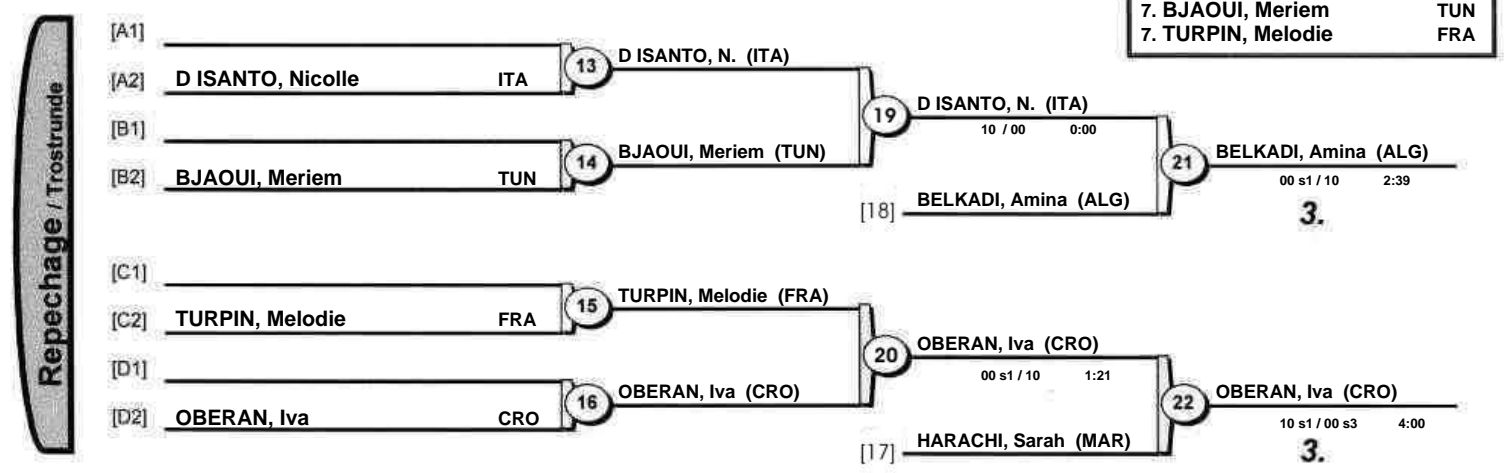 7. BJAOUI, Meriem TUN
7. TURPIN, Melodie FRA
Repechage / Trostrunde
[A1]
[A2] D ISANTO, Nicolle ITA
13
D ISANTO, N. (ITA)
[B1]
[B2] BJAOUI, Meriem TUN
14
BJAOUI, Meriem (TUN)
19
D ISANTO, N. (ITA)
10 / 00 0:00
[18] BELKADI, Amina (ALG)
21
BELKADI, Amina (ALG)
00 s1 / 10 2:39
3.
[C1]
[C2] TURPIN, Melodie FRA
15
TURPIN, Melodie (FRA)
[D1]
[D2] OBERAN, Iva CRO
16
OBERAN, Iva (CRO)
20
OBERAN, Iva (CRO)
00 s1 / 10 1:21
[17] HARACHI, Sarah (MAR)
22
OBERAN, Iva (CRO)
10 s1 / 00 s3 4:00
3.